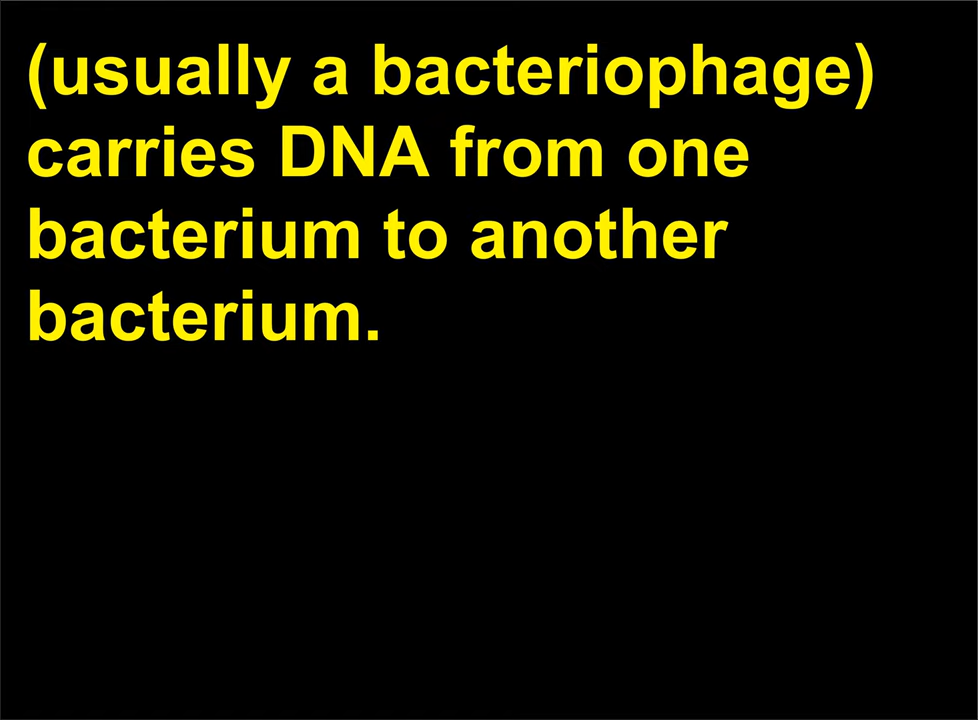 (usually a bacteriophage)
carries DNA from one
bacterium to another
bacterium.